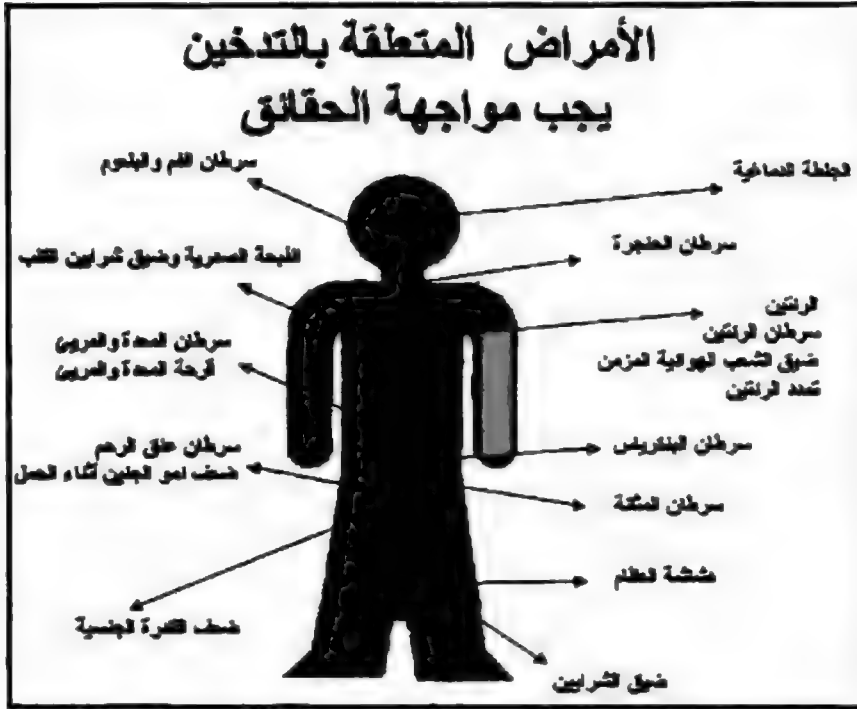 الأمراض المتعلقة بالتدخين
يجب مواجهة الحقائق
الجلطة الدماغية
سرطان الفم والبلعوم
سرطان الحنجرة
الذبحة الصدرية وضيق شرايين القلب
الرئتين
سرطان الرئتين
ضيق الشعب الهوائية المزمن
تمدد الرئتين
سرطان المعدة والمريئ
قرحة المعدة والمريئ
سرطان البنكرياس
سرطان عنق الرحم
ضعف نمو الجنين أثناء الحمل
سرطان المثانة
هشاشة العظام
ضعف القدرة الجنسية
ضيق الشرايين